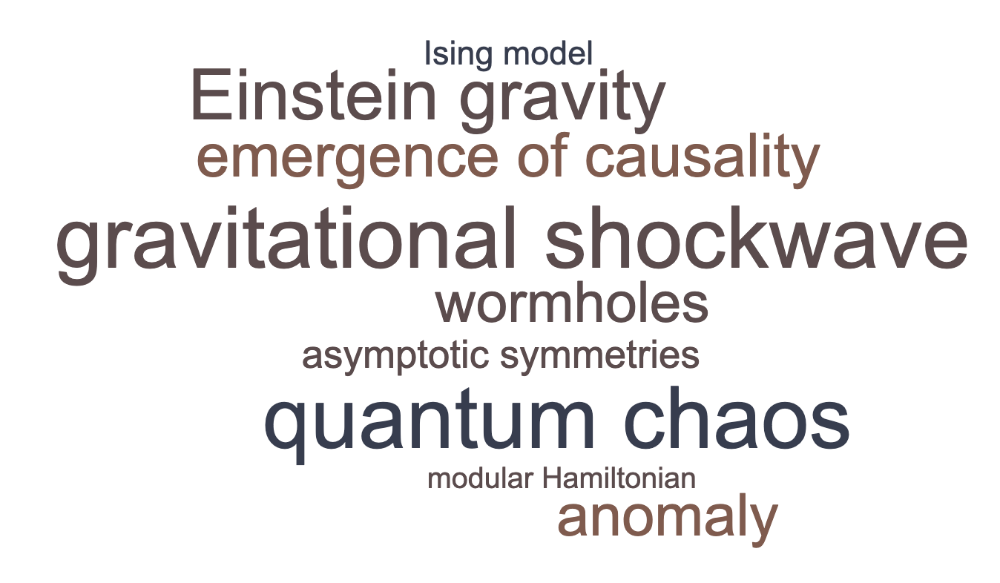 Ising model
Einstein gravity
emergence of causality
gravitational shockwave
wormholes
asymptotic symmetries
quantum chaos
modular Hamiltonian
anomaly